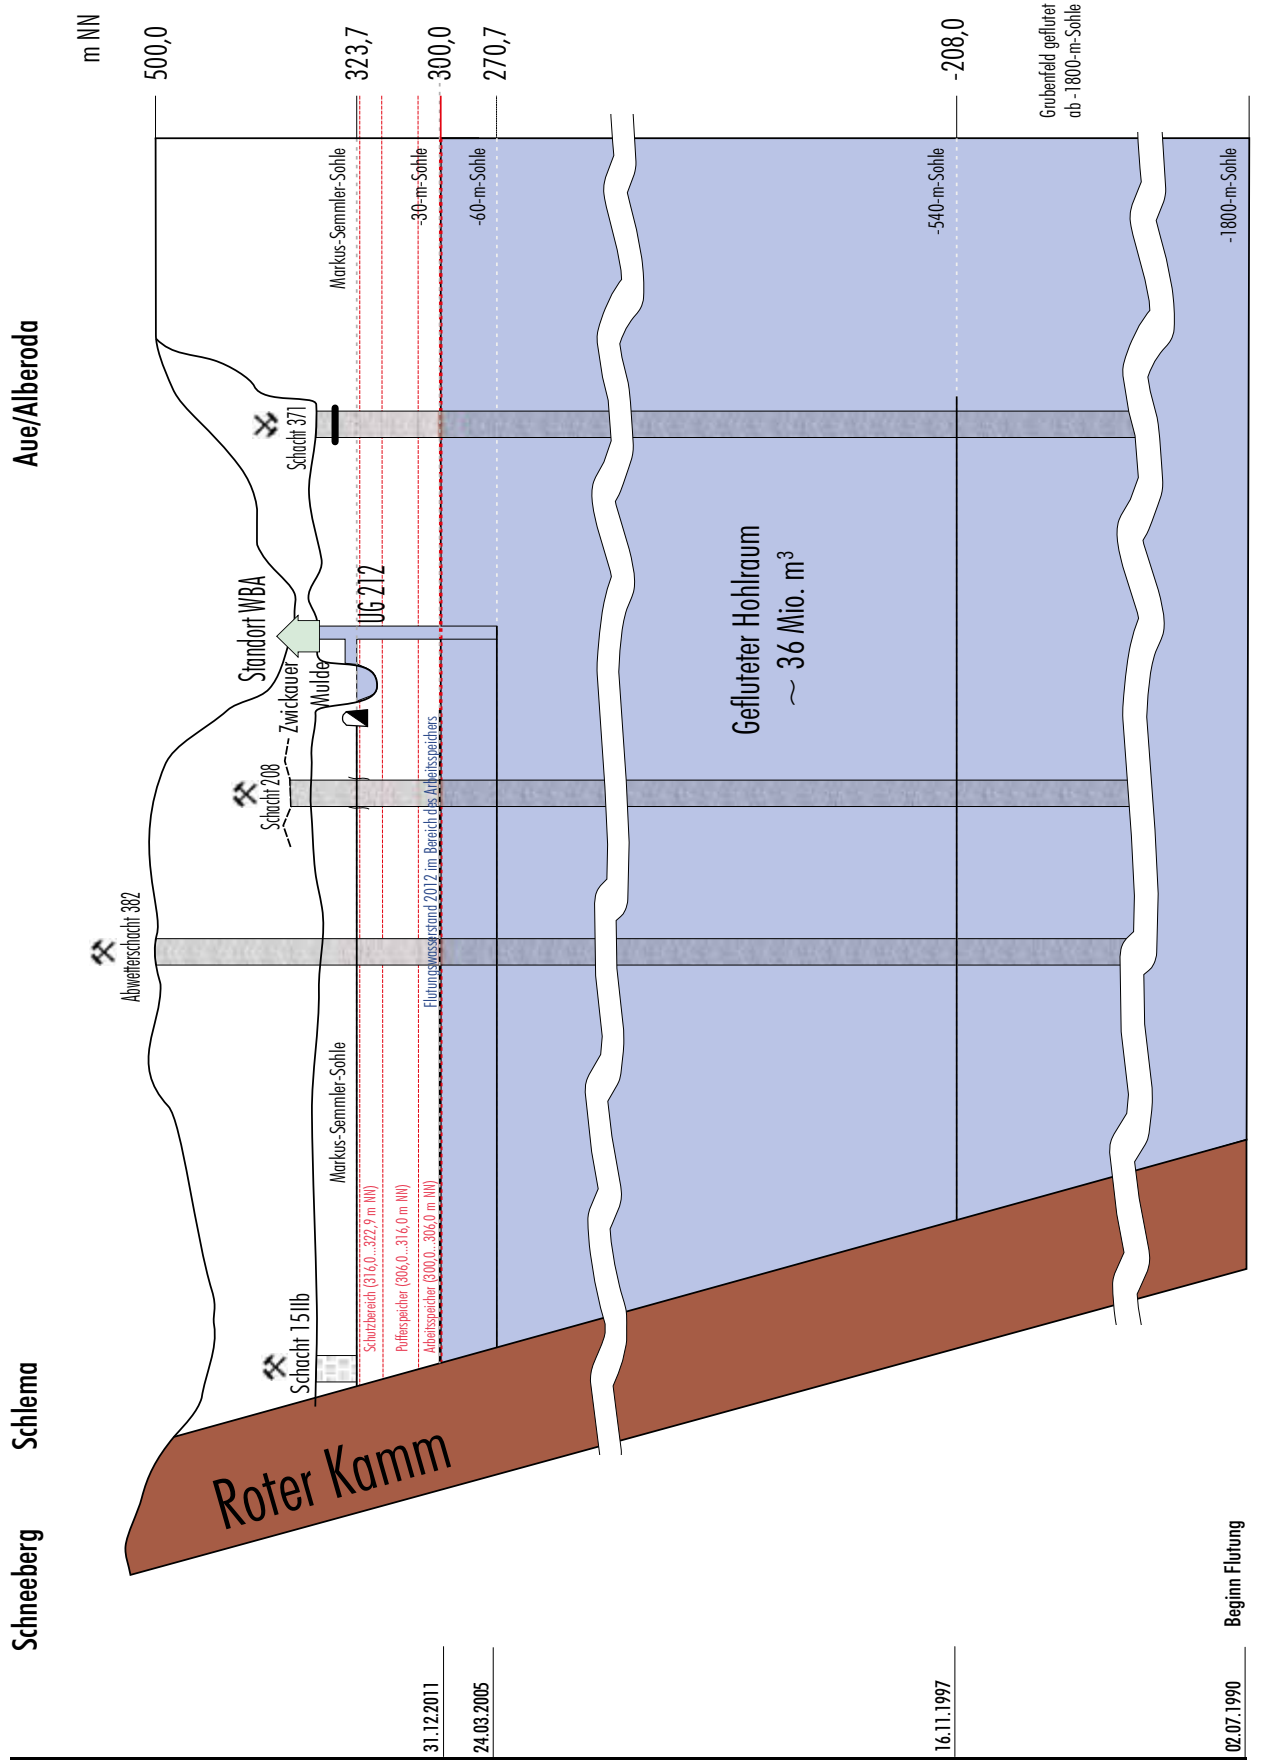 Schneeberg
Schlema
Aue/Alberoda
m NN
500,0
323,7
300,0
270,7
-208,0
Grubenfeld geflutet
ab -1800-m-Sohle
Abwetterschacht 382
Schacht 208
Zwickauer
Mulde
Standort WBA
UG 212
Schacht 371
Schacht 15IIb
Markus-Semmler-Sohle
Markus-Semmler-Sohle
-30-m-Sohle
-60-m-Sohle
-540-m-Sohle
-1800-m-Sohle
Schutzbereich (316,0...322,9 m NN)
Pufferspeicher (306,0...316,0 m NN)
Arbeitsspeicher (300,0...306,0 m NN)
Flutungswasserstand 2012 im Bereich des Arbeitsspeichers
Gefluteter Hohlraum
~ 36 Mio. m³
Roter Kamm
31.12.2011
24.03.2005
16.11.1997
02.07.1990
Beginn Flutung